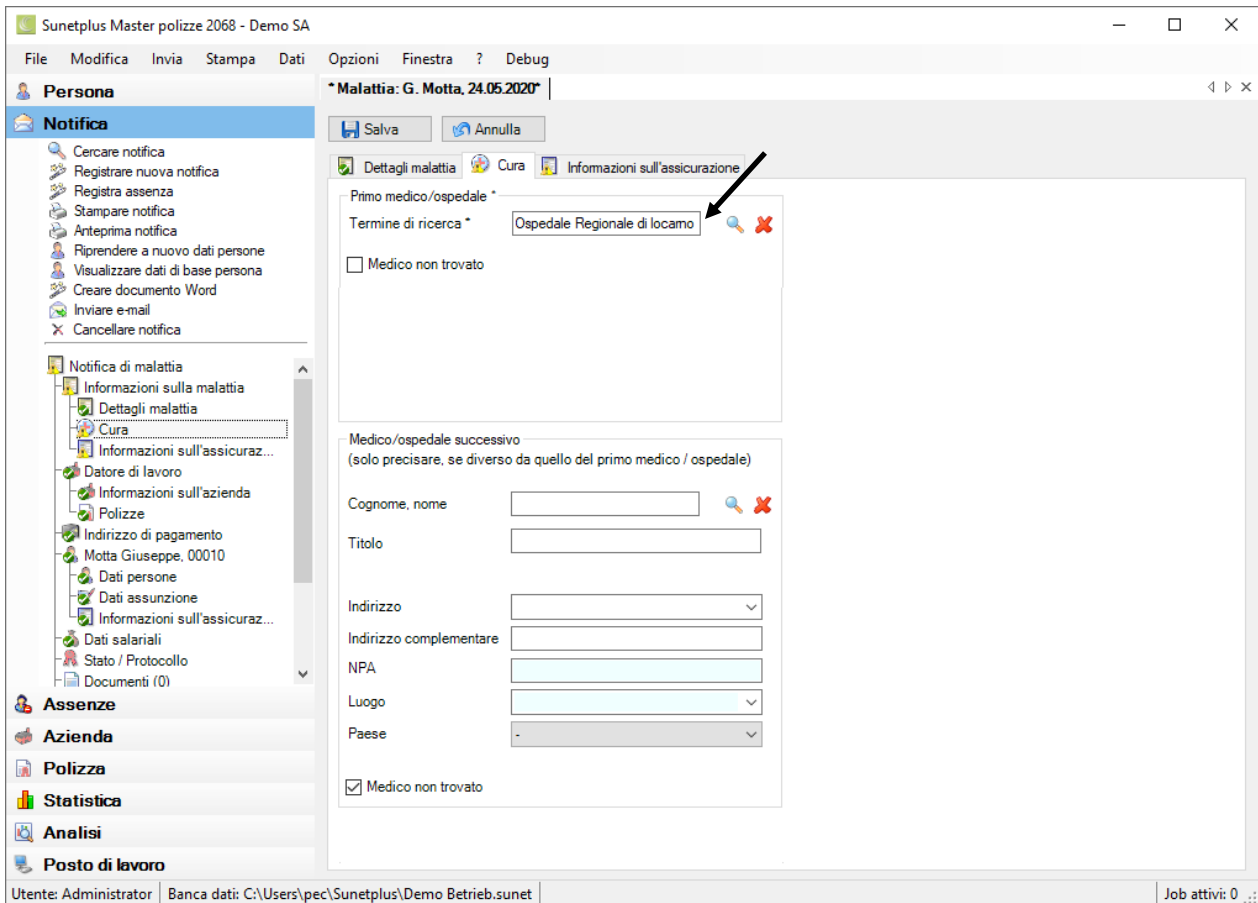 Sunetplus Master polizze 2068 - Demo SA
File Modifica Invia Stampa Dati Opzioni Finestra ? Debug
Persona
Notifica
Cercare notifica
Registrare nuova notifica
Registra assenza
Stampare notifica
Anteprima notifica
Riprendere a nuovo dati persone
Visualizzare dati di base persona
Creare documento Word
Inviare e-mail
Cancellare notifica
Notifica di malattia
Informazioni sulla malattia
Dettagli malattia
Cura
Informazioni sull'assicuraz...
Datore di lavoro
Informazioni sull'azienda
Polizze
Indirizzo di pagamento
Motta Giuseppe, 00010
Dati persone
Dati assunzione
Informazioni sull'assicuraz...
Dati salariali
Stato / Protocollo
Documenti (0)
Assenze
Azienda
Polizza
Statistica
Analisi
Posto di lavoro
* Malattia: G. Motta, 24.05.2020*
Salva Annulla
Dettagli malattia Cura Informazioni sull'assicurazione
Primo medico/ospedale *
Termine di ricerca * Ospedale Regionale di locarno
Medico non trovato
Medico/ospedale successivo
(solo precisare, se diverso da quello del primo medico / ospedale)
Cognome, nome
Titolo
Indirizzo
Indirizzo complementare
NPA
Luogo
Paese -
Medico non trovato
Utente: Administrator Banca dati: C:\Users\pec\Sunetplus\Demo Betrieb.sunet Job attivi: 0